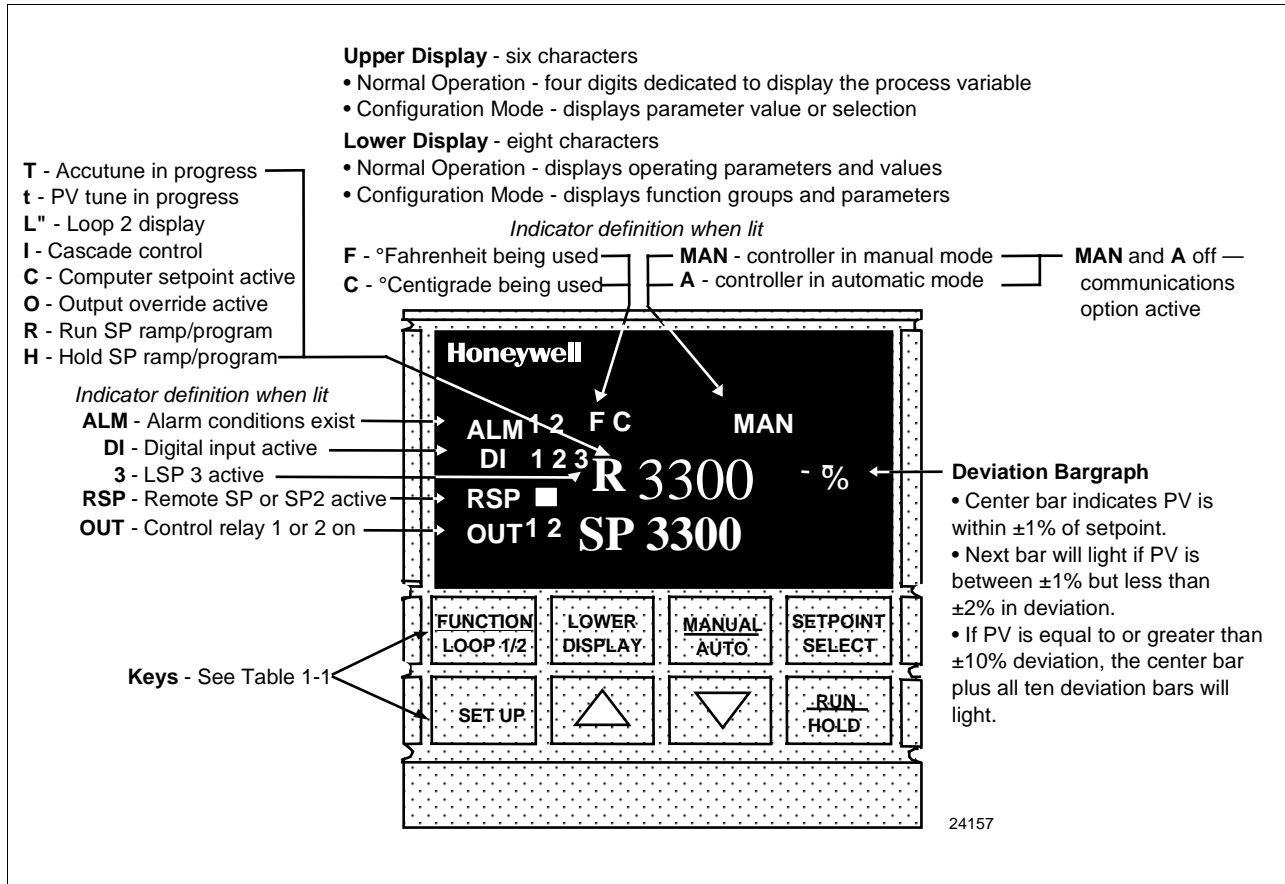 Upper Display - six characters
• Normal Operation - four digits dedicated to display the process variable
• Configuration Mode - displays parameter value or selection
Lower Display - eight characters
• Normal Operation - displays operating parameters and values
• Configuration Mode - displays function groups and parameters
T - Accutune in progress
t - PV tune in progress
L" - Loop 2 display
I - Cascade control
C - Computer setpoint active
O - Output override active
R - Run SP ramp/program
H - Hold SP ramp/program
Indicator definition when lit
F - °Fahrenheit being used
C - °Centigrade being used
MAN - controller in manual mode
A - controller in automatic mode
MAN and A off —
communications
option active
Indicator definition when lit
ALM - Alarm conditions exist
DI - Digital input active
3 - LSP 3 active
RSP - Remote SP or SP2 active
OUT - Control relay 1 or 2 on
Honeywell
ALM 1 2 F C MAN
DI 1 2 3 R 3300 - %
RSP
OUT 1 2 SP 3300
Deviation Bargraph
• Center bar indicates PV is
within ±1% of setpoint.
• Next bar will light if PV is
between ±1% but less than
±2% in deviation.
• If PV is equal to or greater than
±10% deviation, the center bar
plus all ten deviation bars will
light.
Keys - See Table 1-1
FUNCTION
LOOP 1/2
LOWER
DISPLAY
MANUAL
AUTO
SETPOINT
SELECT
SET UP
RUN
HOLD
24157